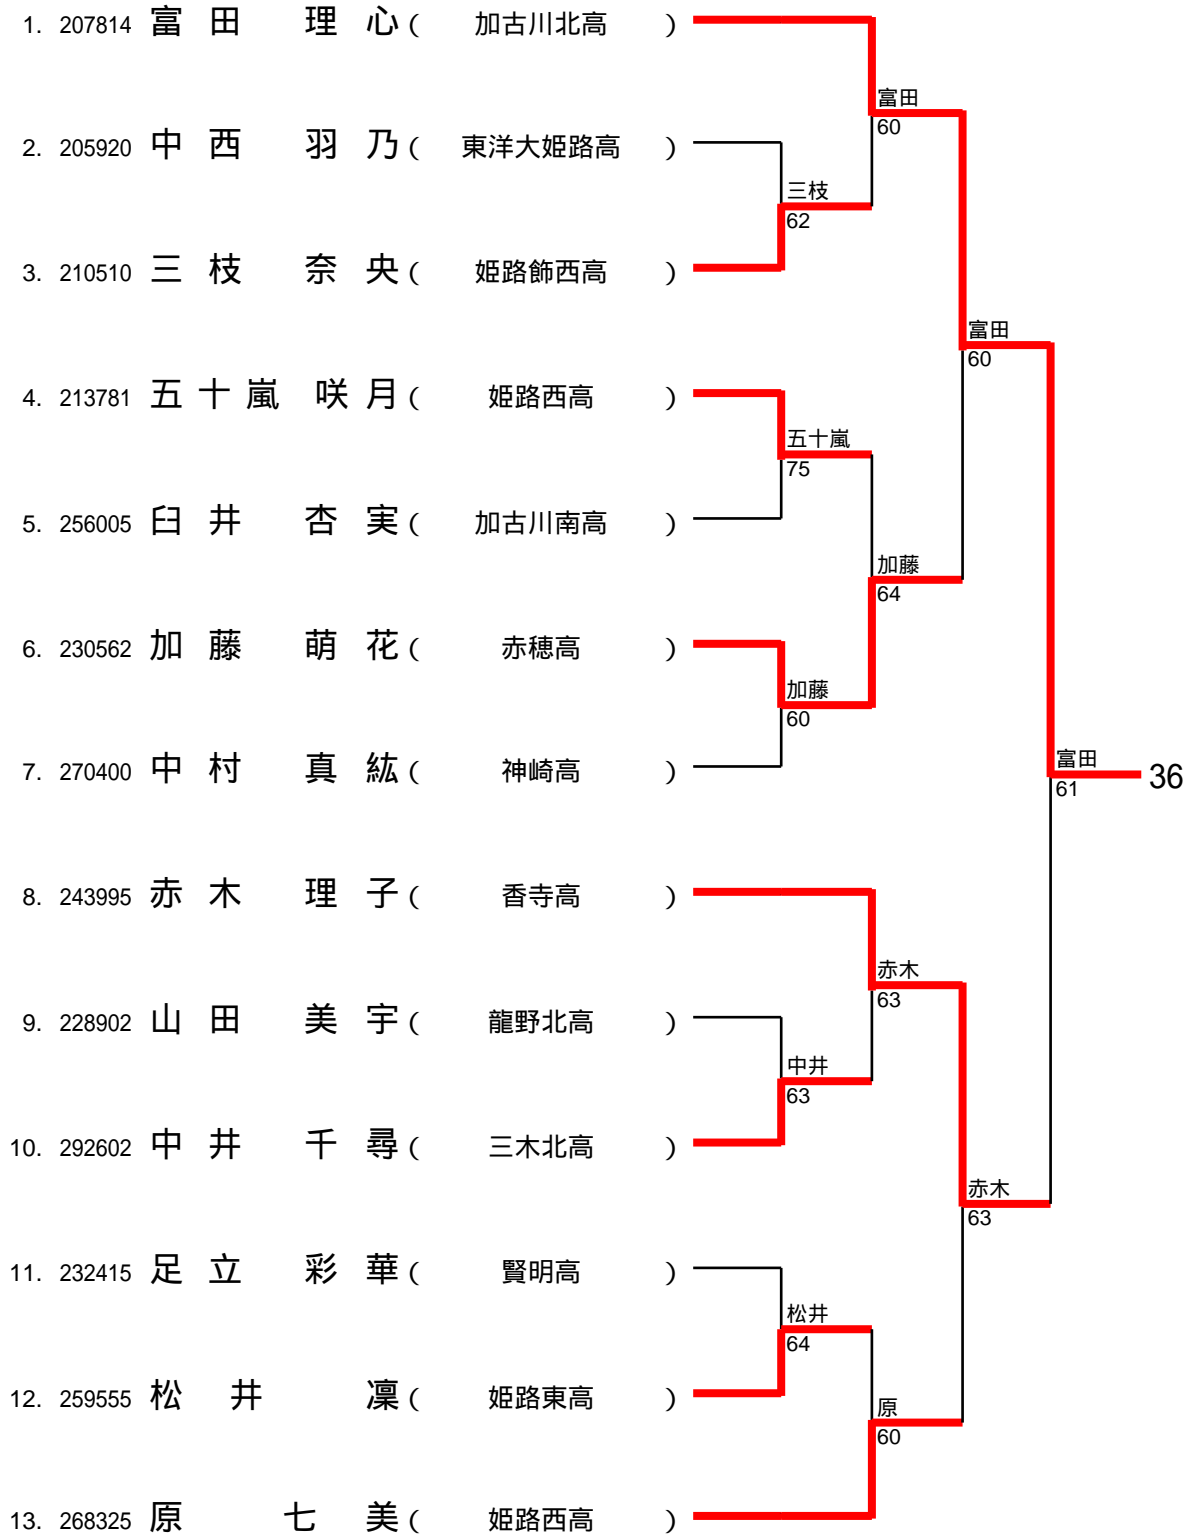 1. 207814 富田 理心 ( 加古川北高 )
富田
60
2. 205920 中西 羽乃 ( 東洋大姫路高 )
三枝
62
3. 210510 三枝 奈央 ( 姫路飾西高 )
富田
60
4. 213781 五十嵐 咲月 ( 姫路西高 )
五十嵐
75
5. 256005 臼井 杏実 ( 加古川南高 )
加藤
64
6. 230562 加藤 萌花 ( 赤穂高 )
加藤
60
7. 270400 中村 真紘 ( 神崎高 )
富田
61
36
8. 243995 赤木 理子 ( 香寺高 )
赤木
63
9. 228902 山田 美宇 ( 龍野北高 )
中井
63
10. 292602 中井 千尋 ( 三木北高 )
赤木
63
11. 232415 足立 彩華 ( 賢明高 )
松井
64
12. 259555 松井 凜 ( 姫路東高 )
原
60
13. 268325 原 七美 ( 姫路西高 )